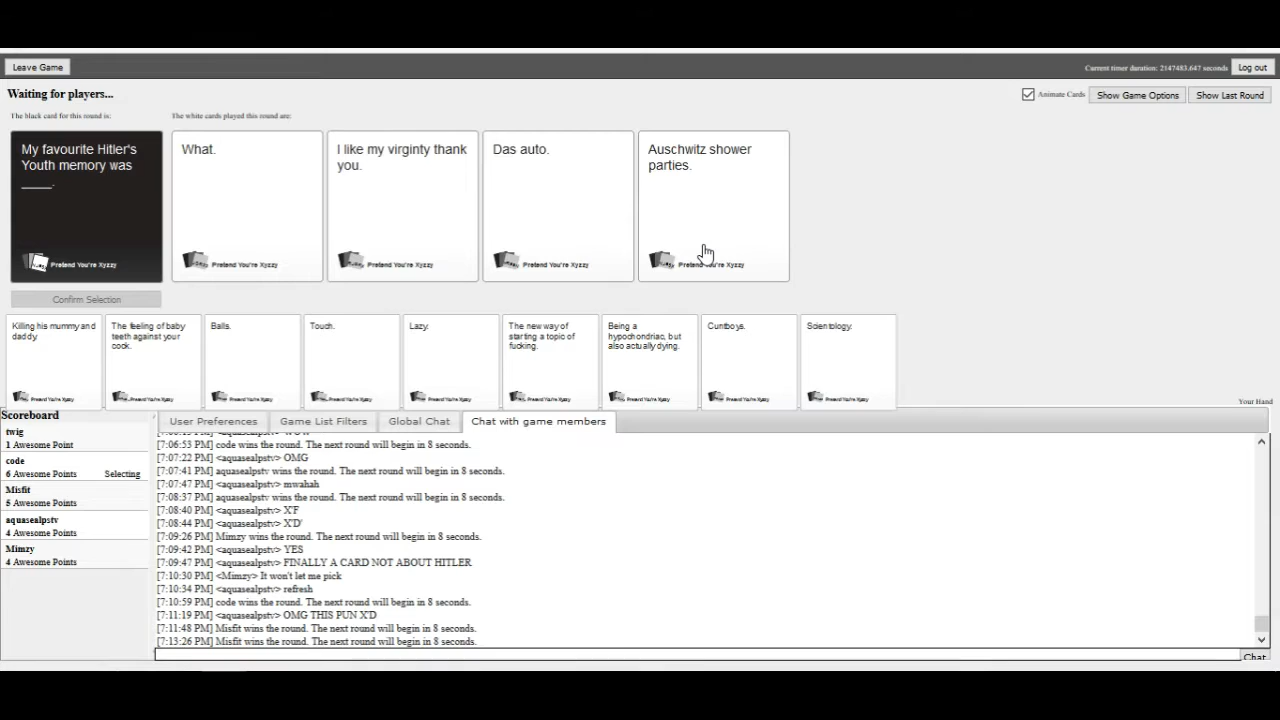 Leave Game
Current timer duration: 2147483.647 seconds
Log out
Waiting for players...
Animate Cards
Show Game Options
Show Last Round
The black card for this round is:
The white cards played this round are:
My favourite Hitler's
Youth memory was
_____.
Pretend You're Xyzzy
What.
Pretend You're Xyzzy
I like my virginty thank
you.
Pretend You're Xyzzy
Das auto.
Pretend You're Xyzzy
Auschwitz shower
parties.
Pretend You're Xyzzy
Confirm Selection
Killing his mummy and
daddy.
Pretend You're Xyzzy
The feeling of baby
teeth against your
cock.
Pretend You're Xyzzy
Balls.
Pretend You're Xyzzy
Touch.
Pretend You're Xyzzy
Lazy.
Pretend You're Xyzzy
The new way of
starting a topic of
fucking.
Pretend You're Xyzzy
Being a
hypochondriac, but
also actually dying.
Pretend You're Xyzzy
Cuntboys.
Pretend You're Xyzzy
Scientology.
Pretend You're Xyzzy
Your Hand
Scoreboard
twig
1 Awesome Point
code
6 Awesome Points Selecting
Misfit
5 Awesome Points
aquasealpstv
4 Awesome Points
Mimzy
4 Awesome Points
User Preferences
Game List Filters
Global Chat
Chat with game members
[7:06:53 PM] code wins the round. The next round will begin in 8 seconds.
[7:07:22 PM] <aquasealpstv> OMG
[7:07:41 PM] aquasealpstv wins the round. The next round will begin in 8 seconds.
[7:07:47 PM] <aquasealpstv> mwahah
[7:08:37 PM] aquasealpstv wins the round. The next round will begin in 8 seconds.
[7:08:40 PM] <aquasealpstv> X'F
[7:08:44 PM] <aquasealpstv> X'D'
[7:09:26 PM] Mimzy wins the round. The next round will begin in 8 seconds.
[7:09:42 PM] <aquasealpstv> YES
[7:09:47 PM] <aquasealpstv> FINALLY A CARD NOT ABOUT HITLER
[7:10:30 PM] <Mimzy> It won't let me pick
[7:10:34 PM] <aquasealpstv> refresh
[7:10:59 PM] code wins the round. The next round will begin in 8 seconds.
[7:11:19 PM] <aquasealpstv> OMG THIS PUN X'D
[7:11:48 PM] Misfit wins the round. The next round will begin in 8 seconds.
[7:13:26 PM] Misfit wins the round. The next round will begin in 8 seconds.
Chat